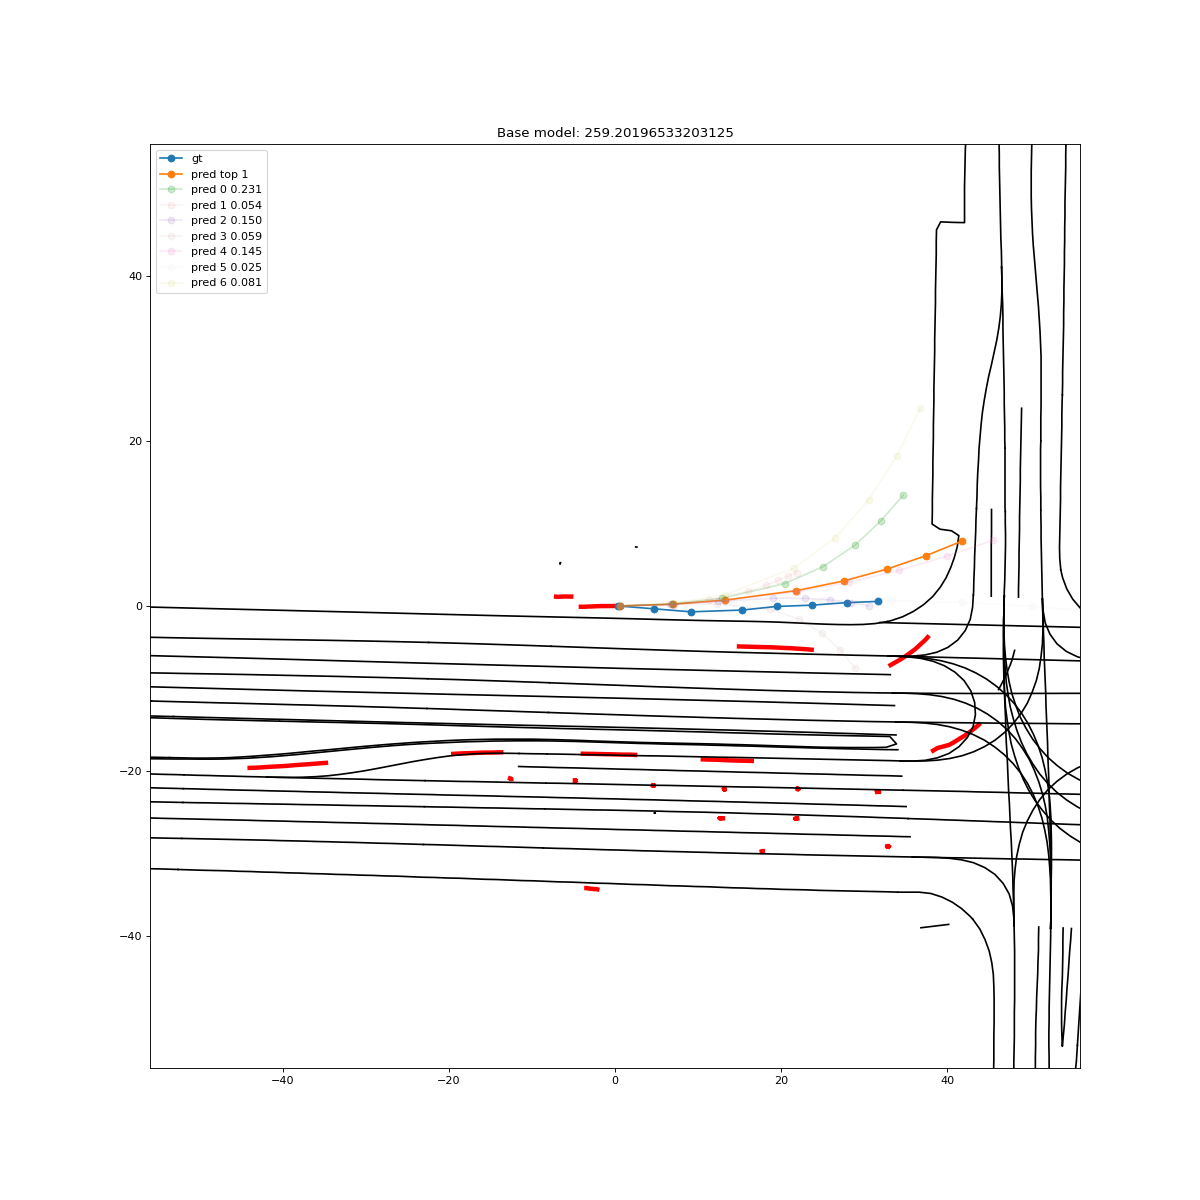 Base model: 259.20196533203125
gt
pred top 1
pred 0 0.231
pred 1 0.054
pred 2 0.150
pred 3 0.059
pred 4 0.145
pred 5 0.025
pred 6 0.081
40
20
0
−20
−40
−40 −20 0 20 40